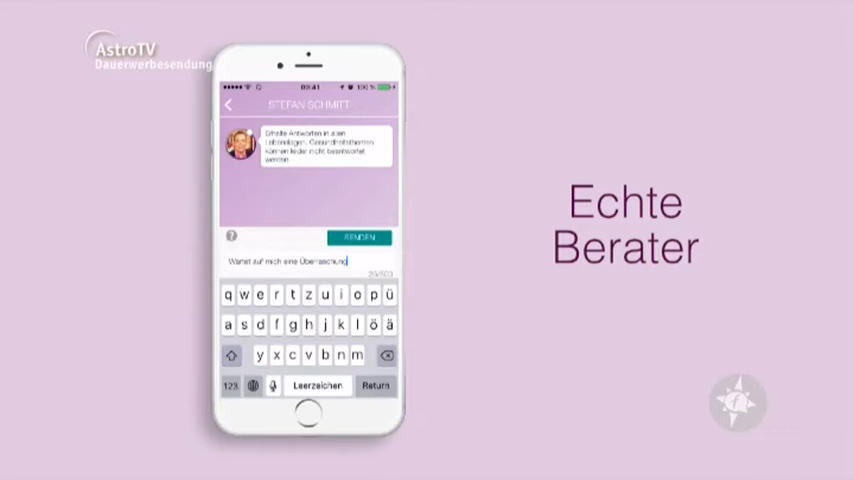 AstroTV
Dauerwerbesendung
09:41
100 %
STEFAN SCHMITT
Erhalte Antworten in allen
Lebenslagen. Gesundheitsthemen
können leider nicht beantwortet
werden
?
SENDEN
Wartet auf mich eine Überraschung
Echte
Berater
q w e r t z u i o p ü
a s d f g h j k l ö ä
y x c v b n m
123
Leerzeichen
Return